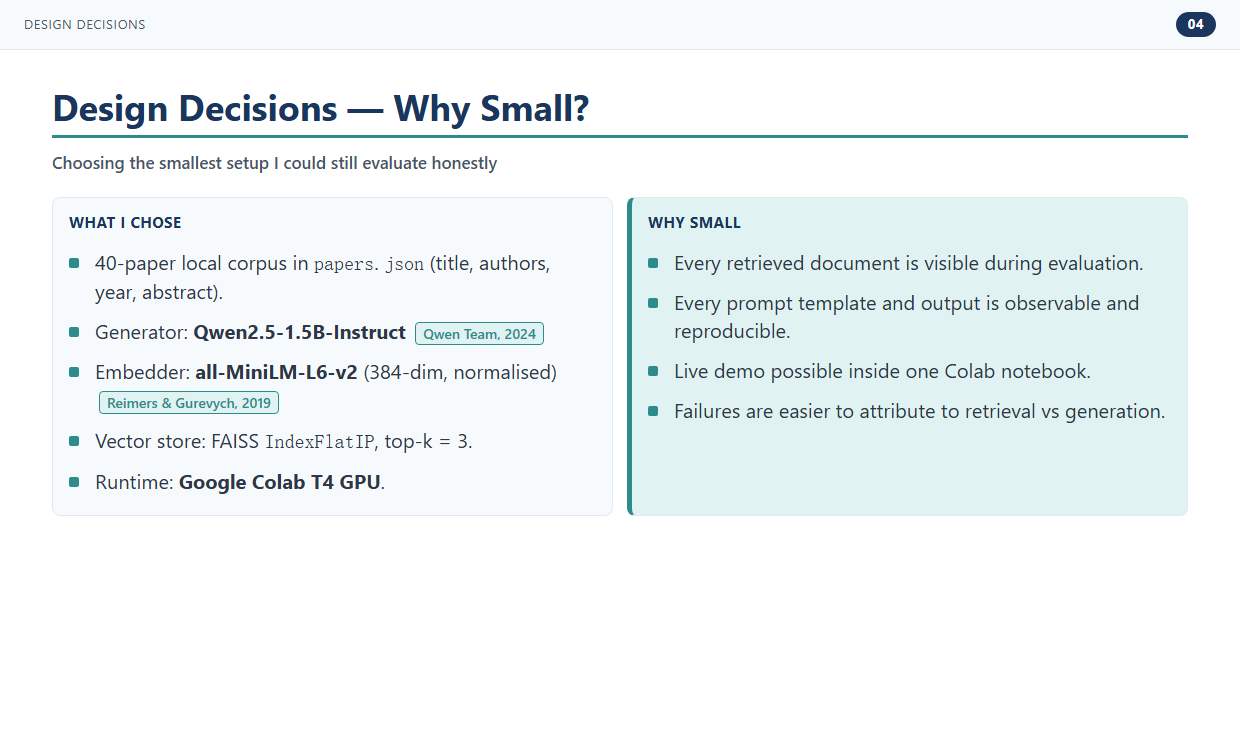 DESIGN DECISIONS
04
Design Decisions — Why Small?
Choosing the smallest setup I could still evaluate honestly
WHAT I CHOSE
40-paper local corpus in papers. json (title, authors,
year, abstract).
Generator: Qwen2.5-1.5B-Instruct Qwen Team, 2024
Embedder: all-MiniLM-L6-v2 (384-dim, normalised)
Reimers & Gurevych, 2019
Vector store: FAISS IndexFlatIP, top-k = 3.
Runtime: Google Colab T4 GPU.
WHY SMALL
Every retrieved document is visible during evaluation.
Every prompt template and output is observable and
reproducible.
Live demo possible inside one Colab notebook.
Failures are easier to attribute to retrieval vs generation.